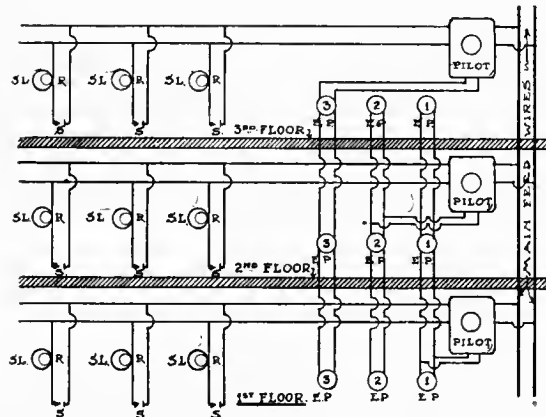 PILOT
SL R SL R SL R
3 2 1
E P E P E P
S S S
3RD FLOOR,
PILOT
SL R SL R SL R
3 2 1
E P E P E P
S S S
2ND FLOOR,
PILOT
SL R SL R SL R
3 2 1
1ST FLOOR. E P E P E P
S S S
MAIN FEED WIRES